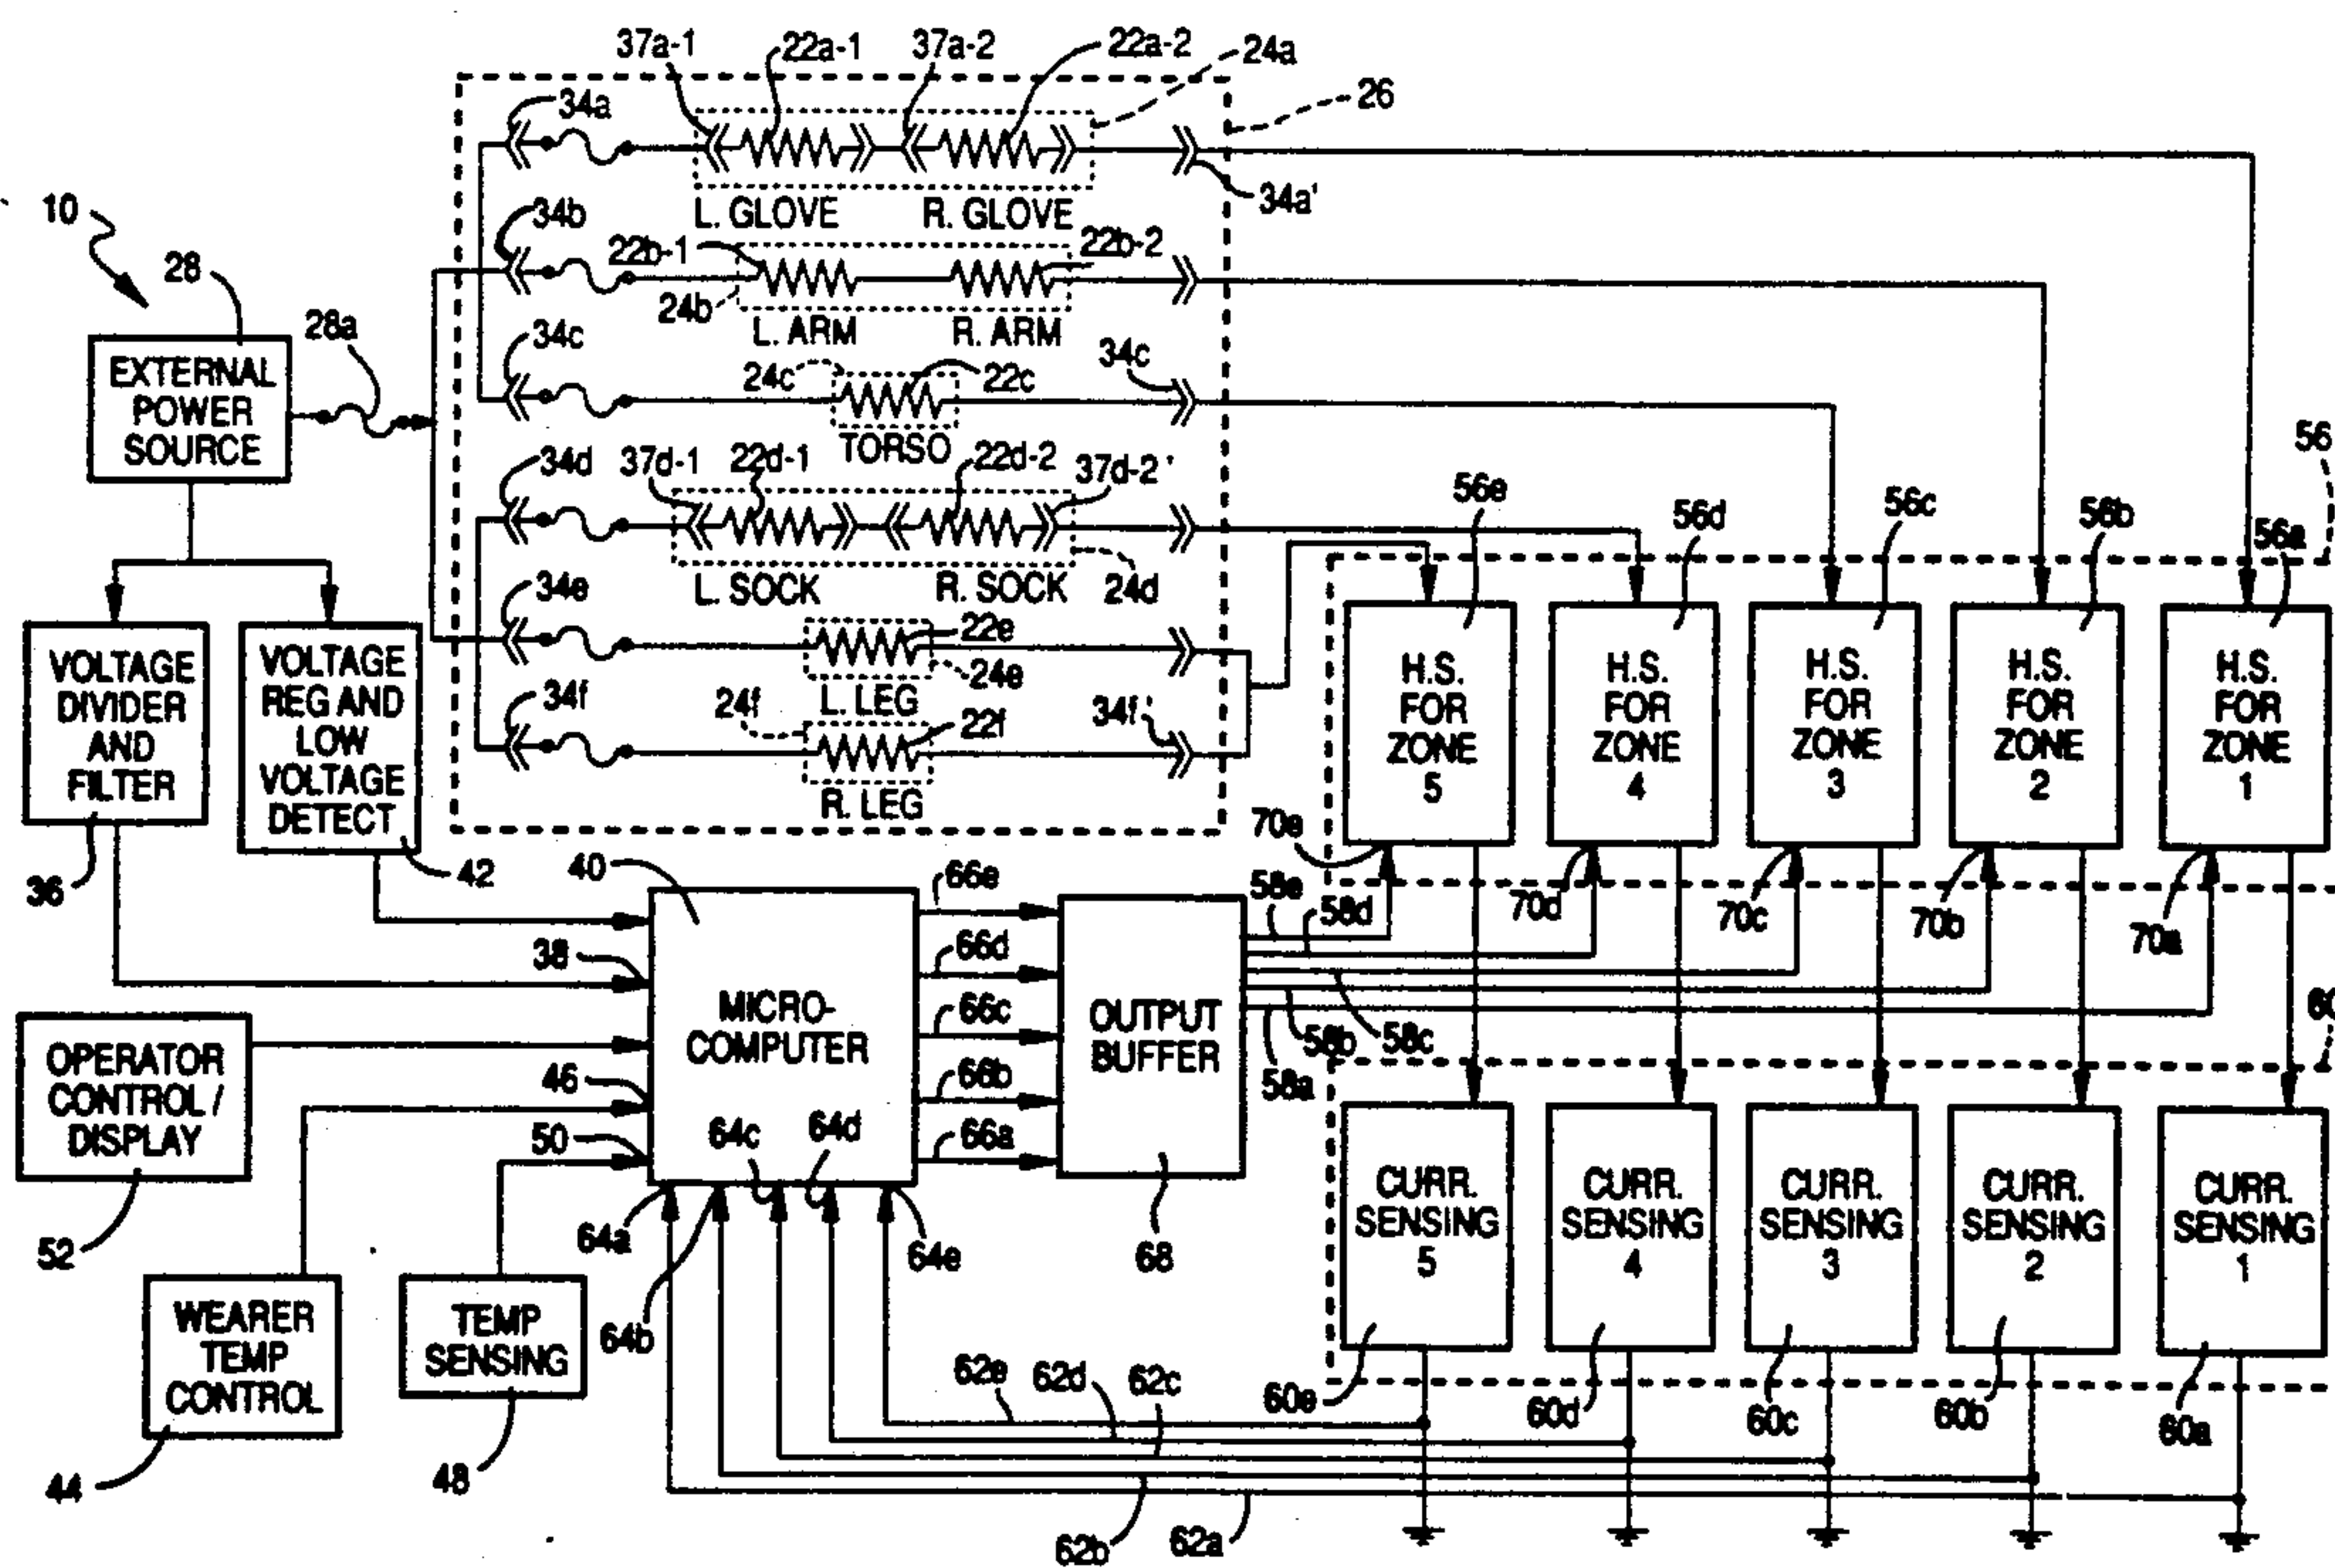 37a-1 22a-1 37a-2 22a-2 24a
34a 26
10
34b L. GLOVE R. GLOVE 34a'
28 22b-1 22b-2
28a 34c 24b L. ARM R. ARM
24c 22c 34c
EXTERNAL
POWER
SOURCE
TORSO
34d 37d-1 22d-1 22d-2 37d-2'
56
56e 56d 56c 56b 56a
34e L. SOCK R. SOCK 24d
22e
24e
34f 24f L. LEG 22f 34f'
R. LEG
VOLTAGE
DIVIDER
AND
FILTER
VOLTAGE
REG AND
LOW
VOLTAGE
DETECT
H.S.
FOR
ZONE
5
H.S.
FOR
ZONE
4
H.S.
FOR
ZONE
3
H.S.
FOR
ZONE
2
H.S.
FOR
ZONE
1
36 42 40 66e
70e 70d 70c 70b 70a
58e 58d
66d
38
66c
46
66b
50 64c 64d 66a
MICRO-
COMPUTER
OUTPUT
BUFFER
58b 58c
58a
60
OPERATOR
CONTROL /
DISPLAY
52
64a 64e 68
64b
CURR.
SENSING
5
CURR.
SENSING
4
CURR.
SENSING
3
CURR.
SENSING
2
CURR.
SENSING
1
WEARER
TEMP
CONTROL
TEMP
SENSING
62e 62d 62c
60e 60d 60c 60b 60a
44 48
62b 62a